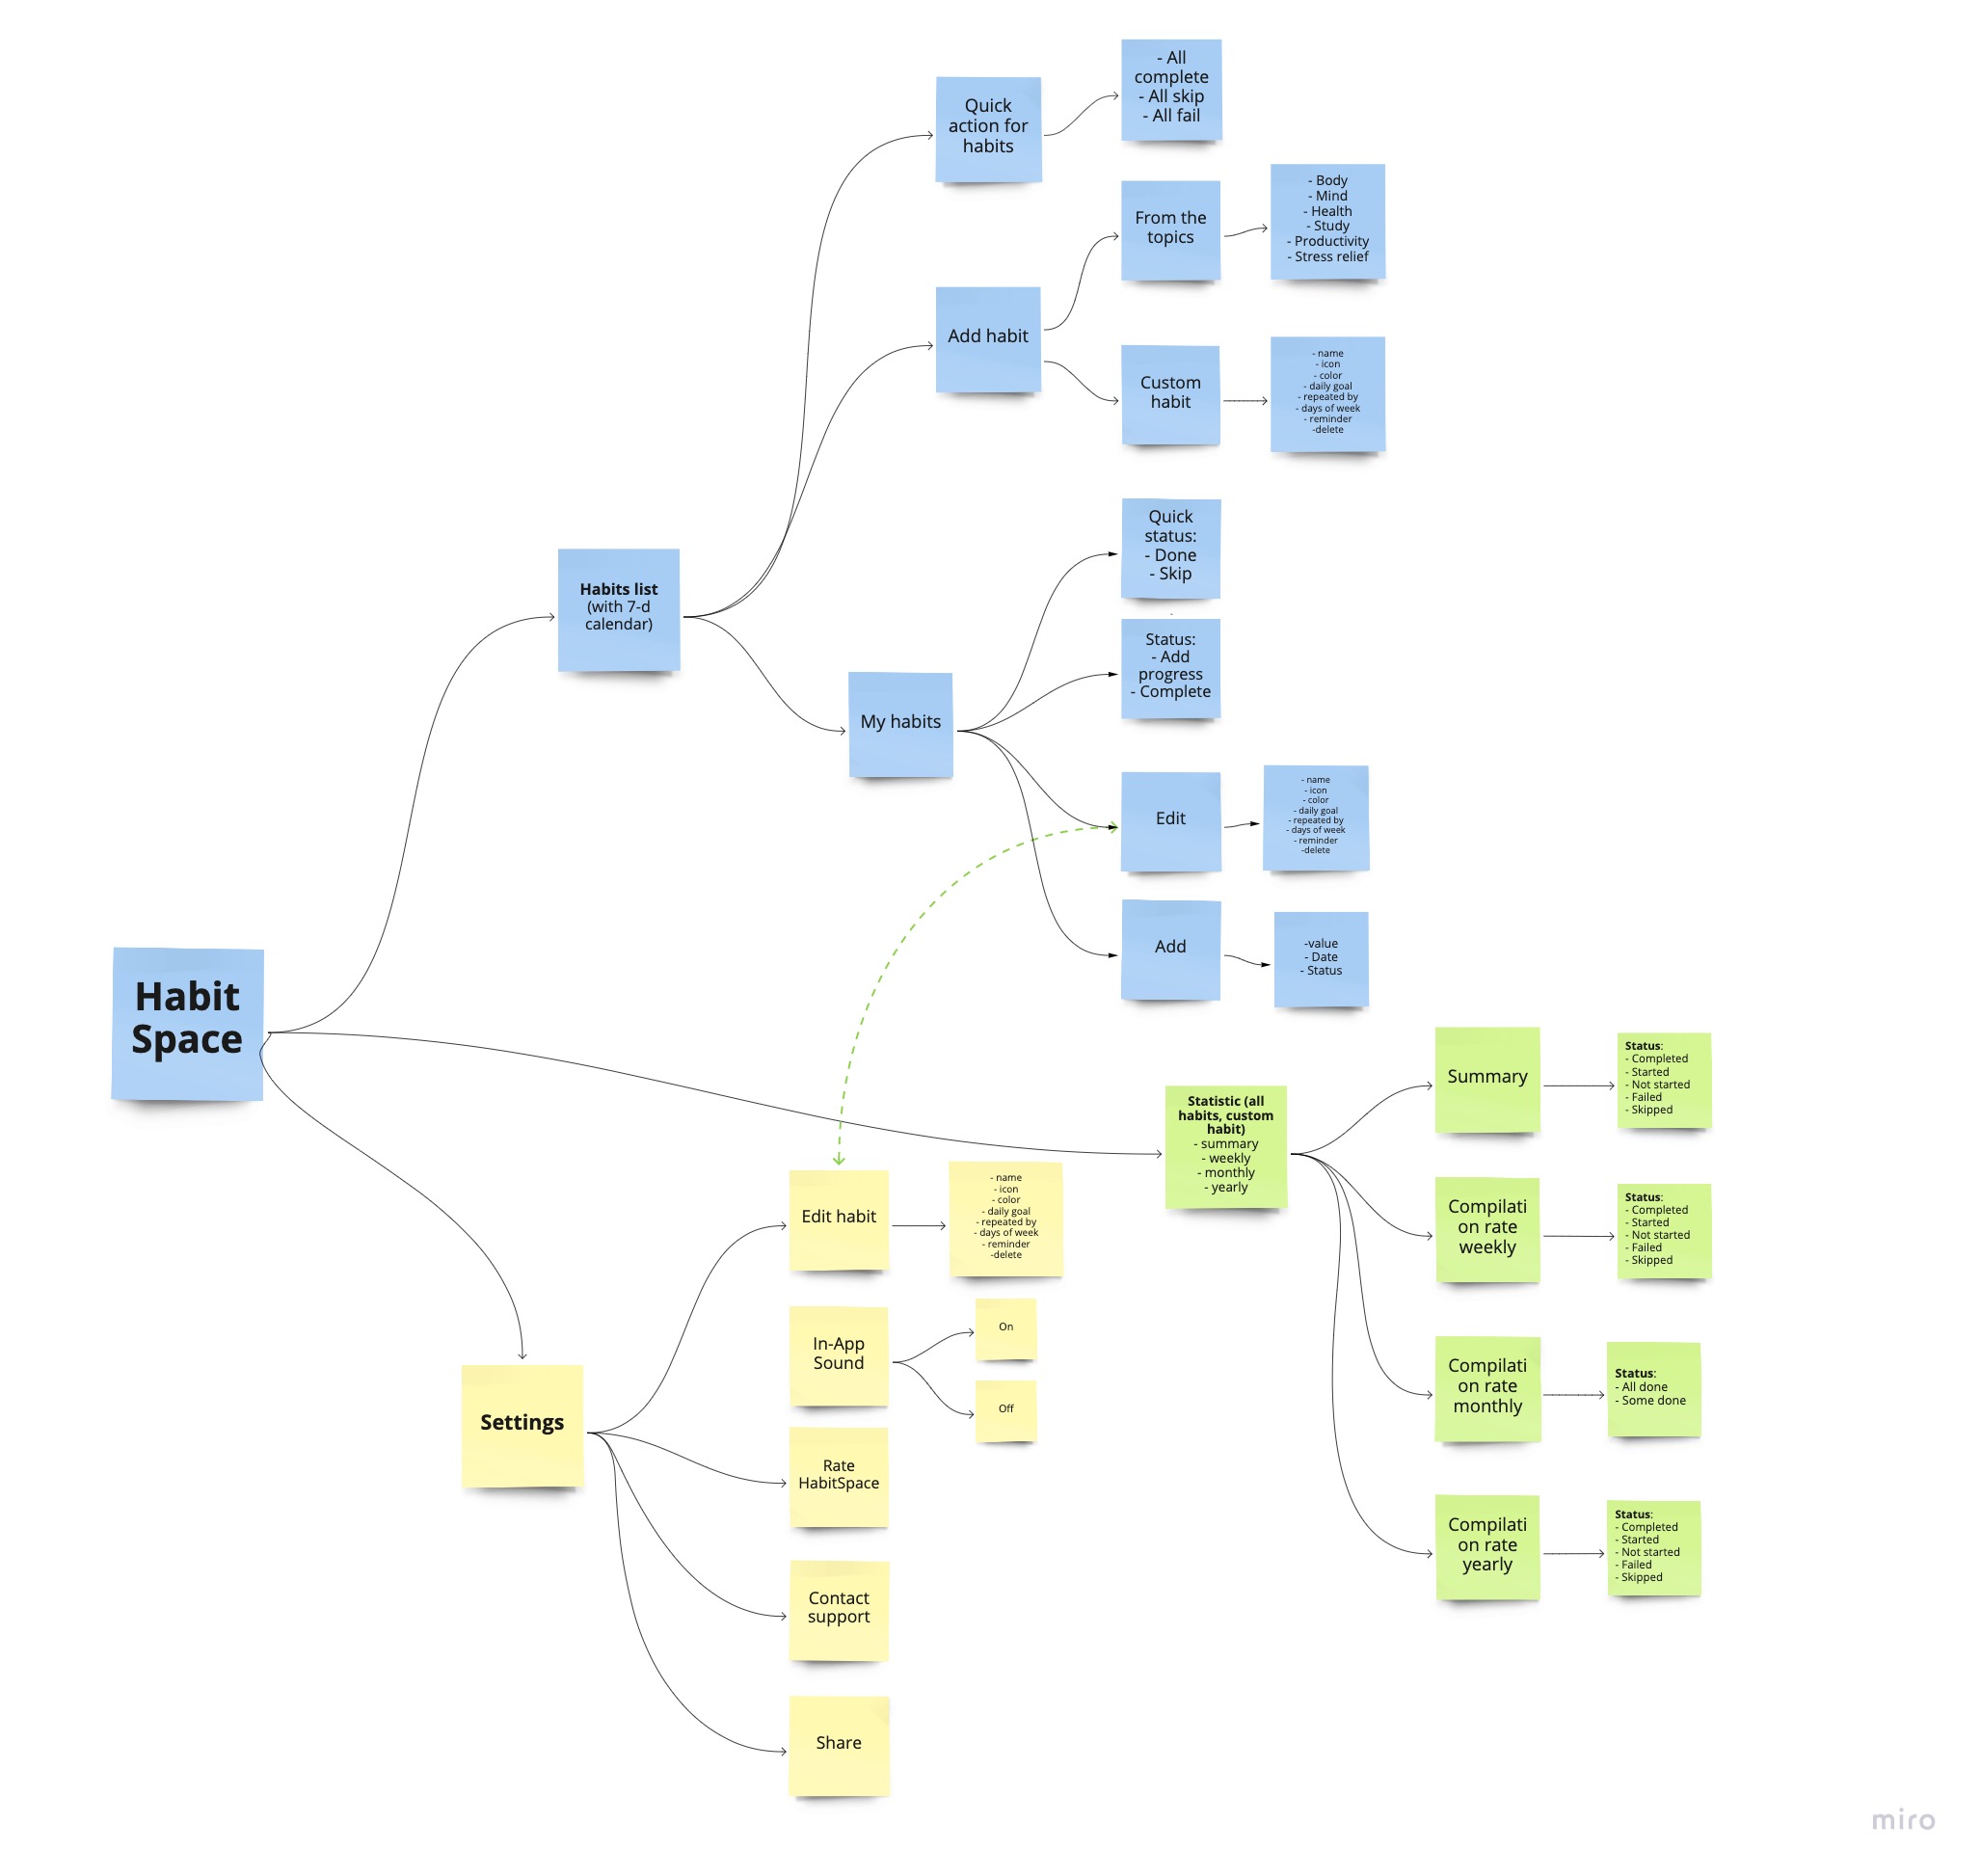 - All
complete
- All skip
- All fail
Quick
action for
habits
From the
topics
- Body
- Mind
- Health
- Study
- Productivity
- Stress relief
Add habit
Custom
habit
- name
- icon
- color
- daily goal
- repeated by
- days of week
- reminder
-delete
Quick
status:
- Done
- Skip
Habits list
(with 7-d
calendar)
-
Status:
- Add
progress
- Complete
My habits
Edit
- name
- icon
- color
- daily goal
- repeated by
- days of week
- reminder
-delete
Add
-value
- Date
- Status
Habit
Space
Statistic (all
habits, custom
habit)
- summary
- weekly
- monthly
- yearly
Summary
Status:
- Completed
- Started
- Not started
- Failed
- Skipped
Compilati
on rate
weekly
Status:
- Completed
- Started
- Not started
- Failed
- Skipped
Compilati
on rate
monthly
Status:
- All done
- Some done
Compilati
on rate
yearly
Status:
- Completed
- Started
- Not started
- Failed
- Skipped
Settings
Edit habit
- name
- icon
- color
- daily goal
- repeated by
- days of week
- reminder
-delete
In-App
Sound
On
Off
Rate
HabitSpace
Contact
support
Share
miro